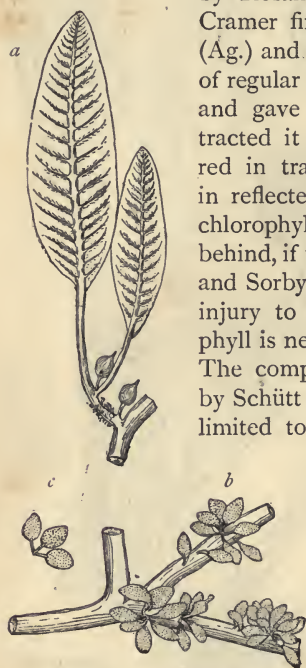 a
by
Cramer fi
(Ag.) and
of regular
and gave
tracted it
red in tra
in reflecte
chlorophyl
behind, if
and Sorby
injury to
phyll is ne
The comp
by Schütt
limited to
c
b